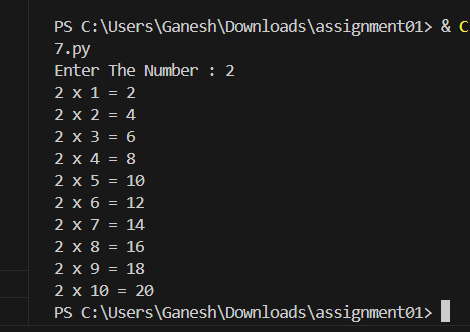 PS C:\Users\Ganesh\Downloads\assignment01> & C
7.py
Enter The Number : 2
2 x 1 = 2
2 x 2 = 4
2 x 3 = 6
2 x 4 = 8
2 x 5 = 10
2 x 6 = 12
2 x 7 = 14
2 x 8 = 16
2 x 9 = 18
2 x 10 = 20
PS C:\Users\Ganesh\Downloads\assignment01>